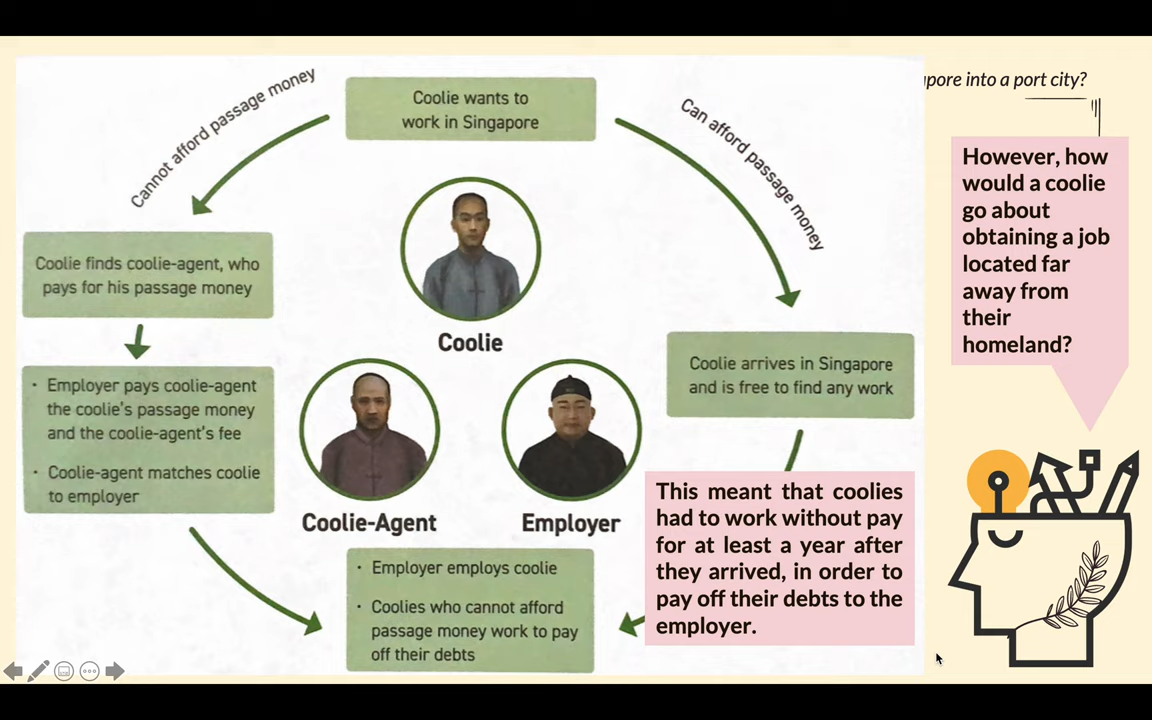 pore into a port city?
Cannot afford passage money
Coolie wants to
work in Singapore
Can afford passage money
However, how
would a coolie
go about
obtaining a job
located far
away from
their
homeland?
Coolie finds coolie-agent, who
pays for his passage money
Coolie
Coolie arrives in Singapore
and is free to find any work
• Employer pays coolie-agent
the coolie's passage money
and the coolie-agent's fee
• Coolie-agent matches coolie
to employer
Coolie-Agent
Employer
This meant that coolies
had to work without pay
for at least a year after
they arrived, in order to
pay off their debts to the
employer.
• Employer employs coolie
• Coolies who cannot afford
passage money work to pay
off their debts